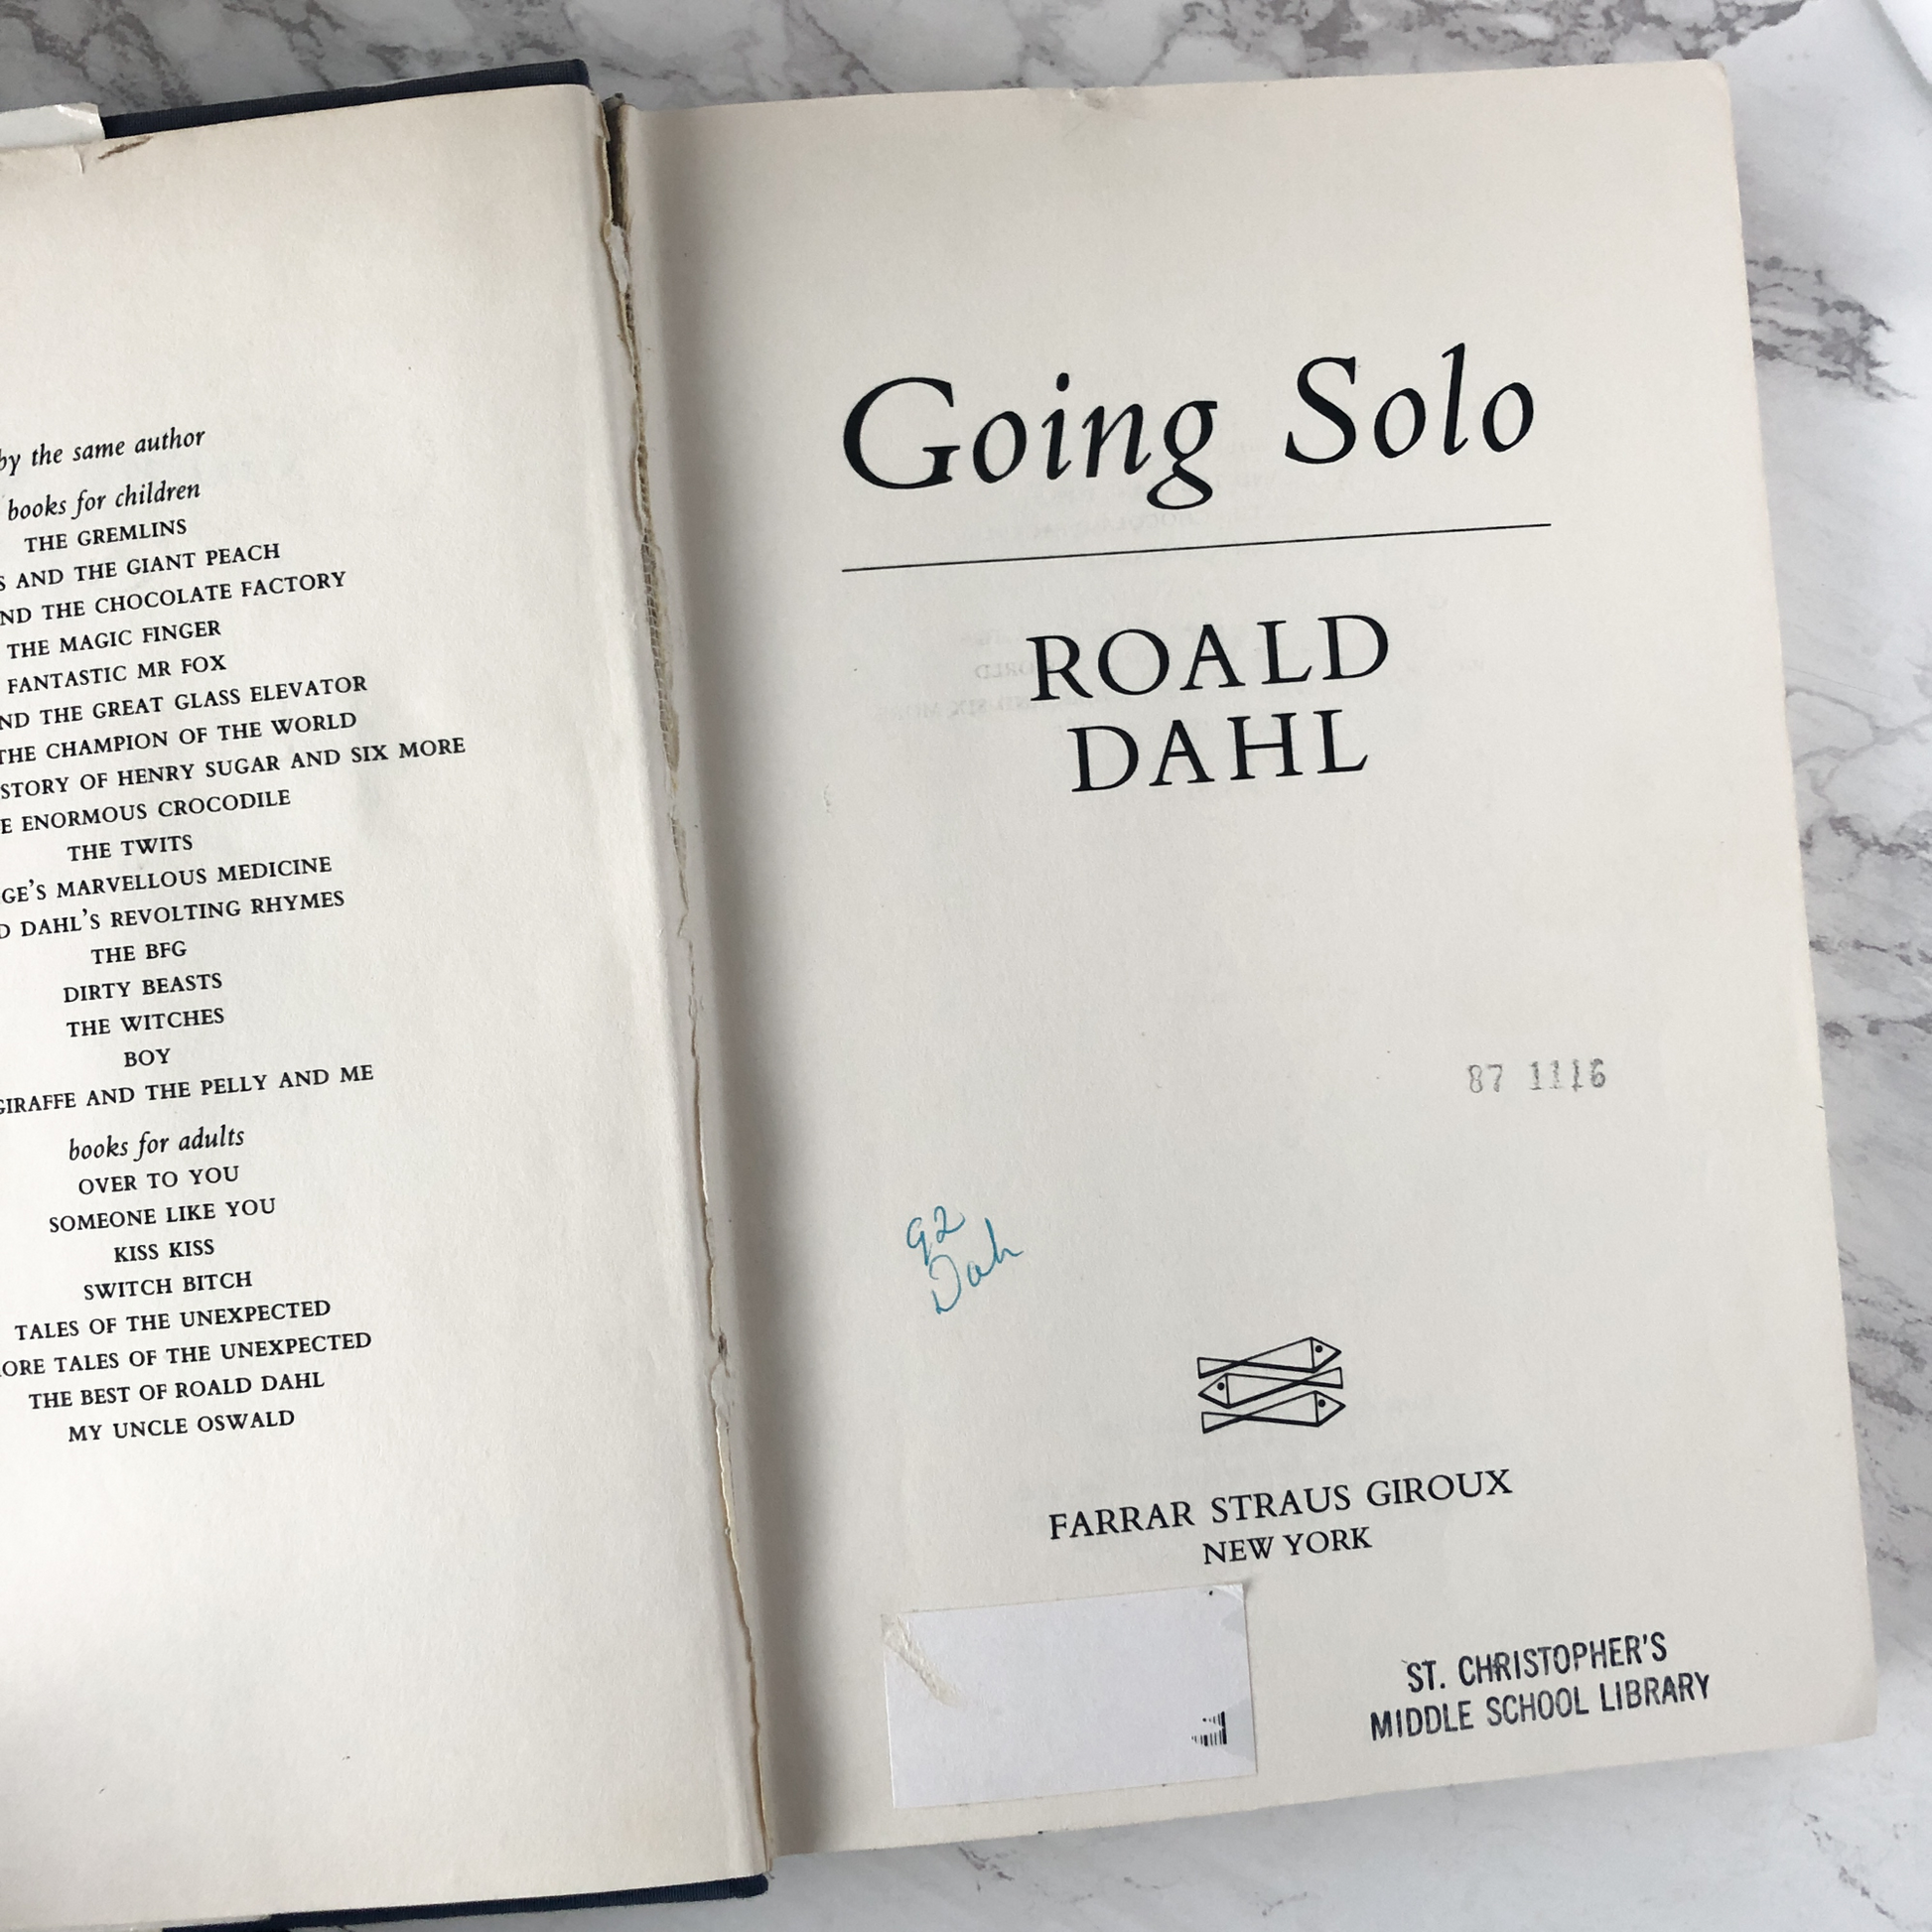 by the same author
books for children
THE GREMLINS
AND THE GIANT PEACH
THE CHOCOLATE FACTORY
THE MAGIC FINGER
FANTASTIC MR FOX
THE GREAT GLASS ELEVATOR
THE CHAMPION OF THE WORLD
STORY OF HENRY SUGAR AND SIX MORE
ENORMOUS CROCODILE
THE TWITS
MARVELLOUS MEDICINE
DAHL'S REVOLTING RHYMES
THE BFG
DIRTY BEASTS
THE WITCHES
BOY
GIRAFFE AND THE PELLY AND ME
books for adults
OVER TO YOU
SOMEONE LIKE YOU
KISS KISS
SWITCH BITCH
TALES OF THE UNEXPECTED
TALES OF THE UNEXPECTED
THE BEST OF ROALD DAHL
MY UNCLE OSWALD
Going Solo
ROALD
DAHL
87 1116
92
Dah
FARRAR STRAUS GIROUX
NEW YORK
ST. CHRISTOPHER'S
MIDDLE SCHOOL LIBRARY